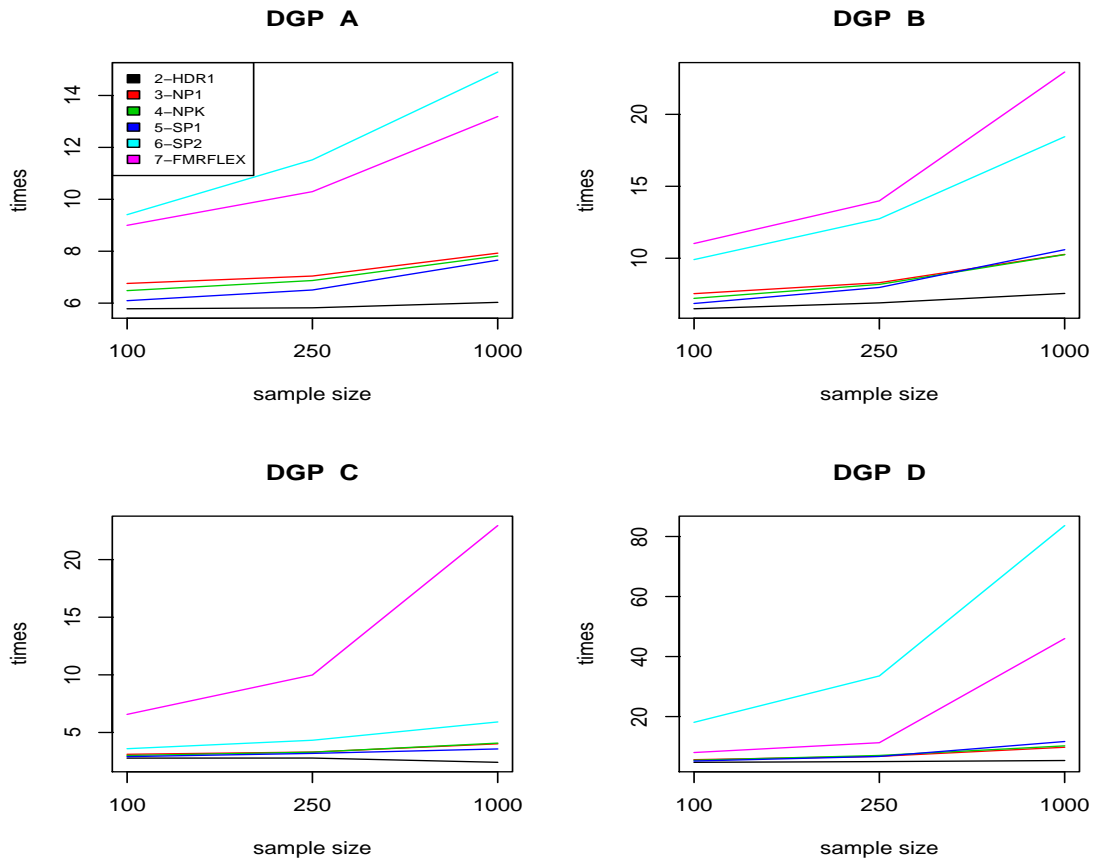 DGP A
times
14
12
10
8
6
2-HDR1
3-NP1
4-NPK
5-SP1
6-SP2
7-FMRFLEX
100 250 1000
sample size
DGP B
times
20
15
10
100 250 1000
sample size
DGP C
times
20
15
10
5
100 250 1000
sample size
DGP D
times
80
60
40
20
100 250 1000
sample size